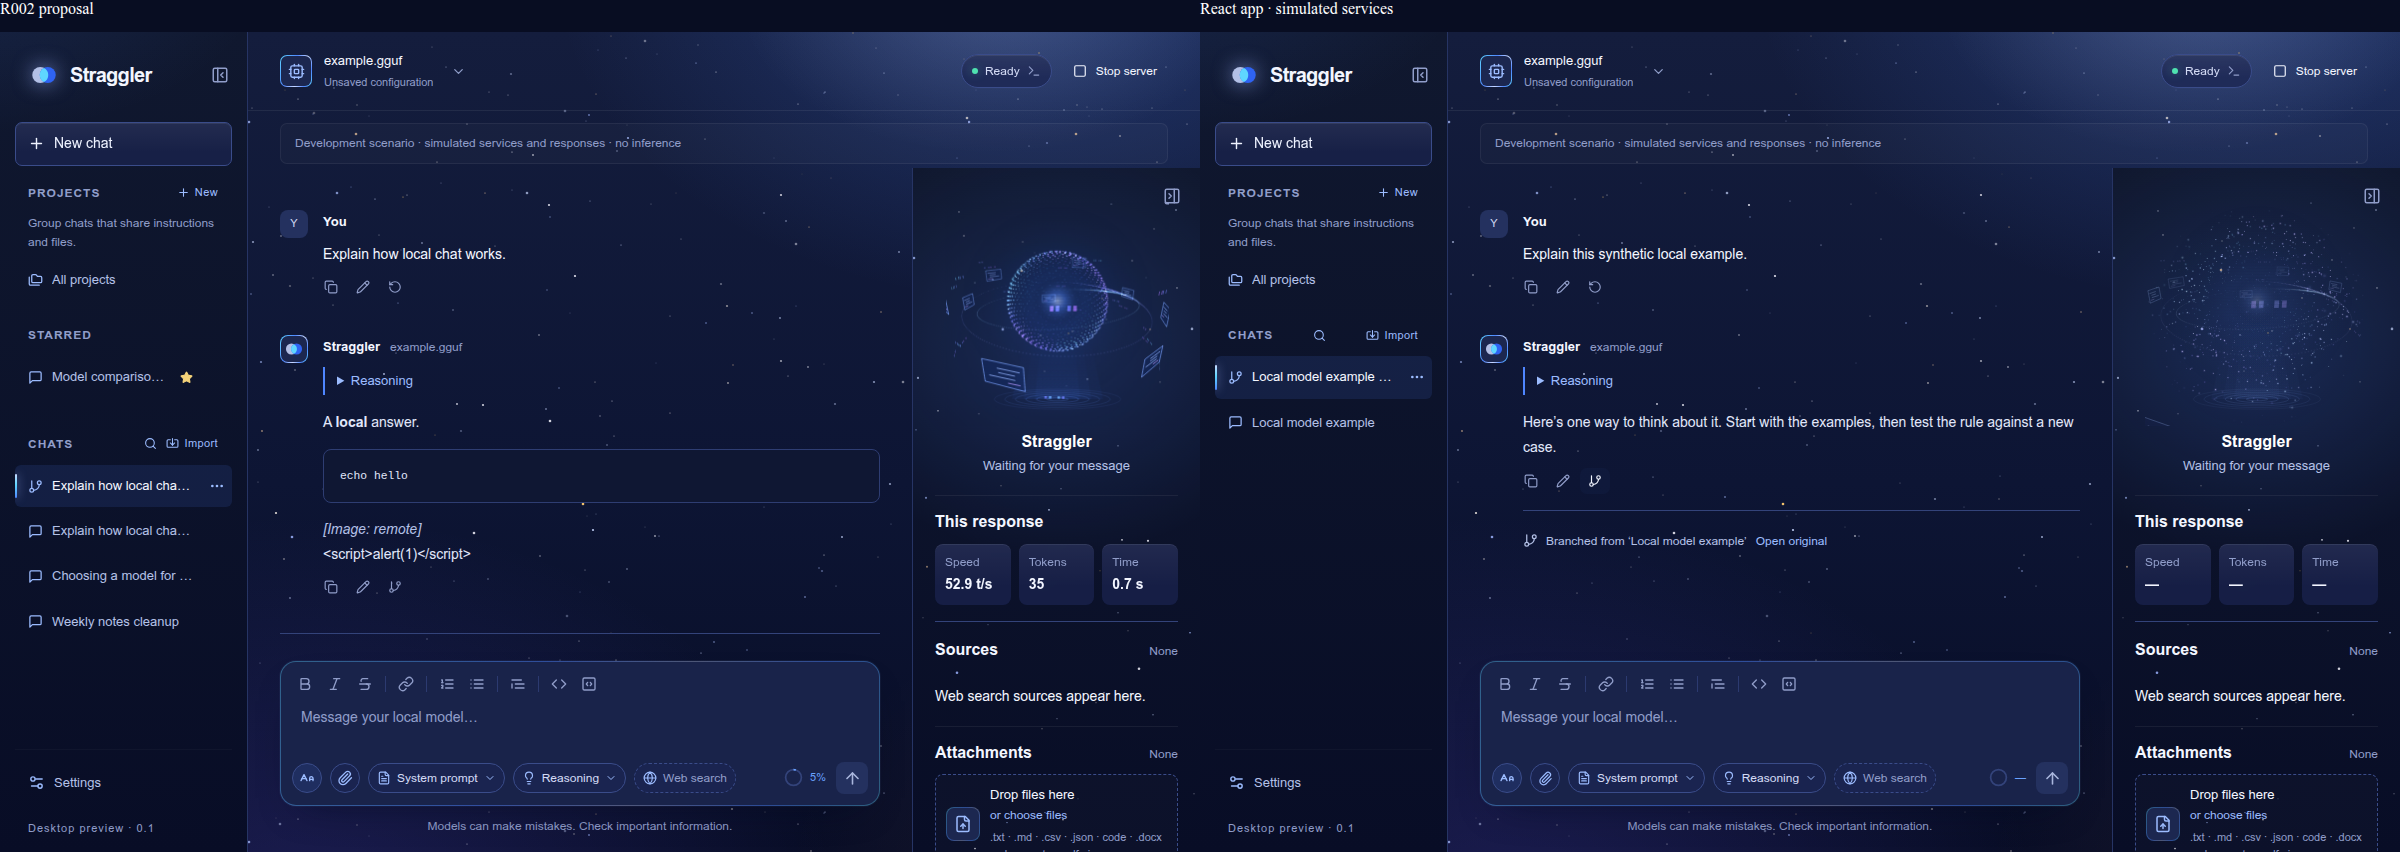 R002 proposal
Straggler
New chat
PROJECTS
New
Group chats that share instructions
and files.
All projects
STARRED
Model compariso…
CHATS
Import
Explain how local cha…
Explain how local cha…
Choosing a model for …
Weekly notes cleanup
Settings
Desktop preview · 0.1
example.gguf
Unsaved configuration
Ready
Stop server
Development scenario · simulated services and responses · no inference
Y
You
Explain how local chat works.
Straggler example.gguf
Reasoning
A local answer.
echo hello
[Image: remote]
<script>alert(1)</script>
Message your local model…
System prompt
Reasoning
Web search
5%
Models can make mistakes. Check important information.
Straggler
Waiting for your message
This response
Speed Tokens Time
52.9 t/s 35 0.7 s
Sources None
Web search sources appear here.
Attachments None
Drop files here
or choose files
.txt · .md · .csv · .json · code · .docx
React app · simulated services
Straggler
New chat
PROJECTS
New
Group chats that share instructions
and files.
All projects
CHATS
Import
Local model example …
Local model example
Settings
Desktop preview · 0.1
example.gguf
Unsaved configuration
Ready
Stop server
Development scenario · simulated services and responses · no inference
Y
You
Explain this synthetic local example.
Straggler example.gguf
Reasoning
Here's one way to think about it. Start with the examples, then test the rule against a new
case.
Branched from ‘Local model example’ Open original
Message your local model…
System prompt
Reasoning
Web search
—
Models can make mistakes. Check important information.
Straggler
Waiting for your message
This response
Speed Tokens Time
— — —
Sources None
Web search sources appear here.
Attachments None
Drop files here
or choose files
.txt · .md · .csv · .json · code · .docx